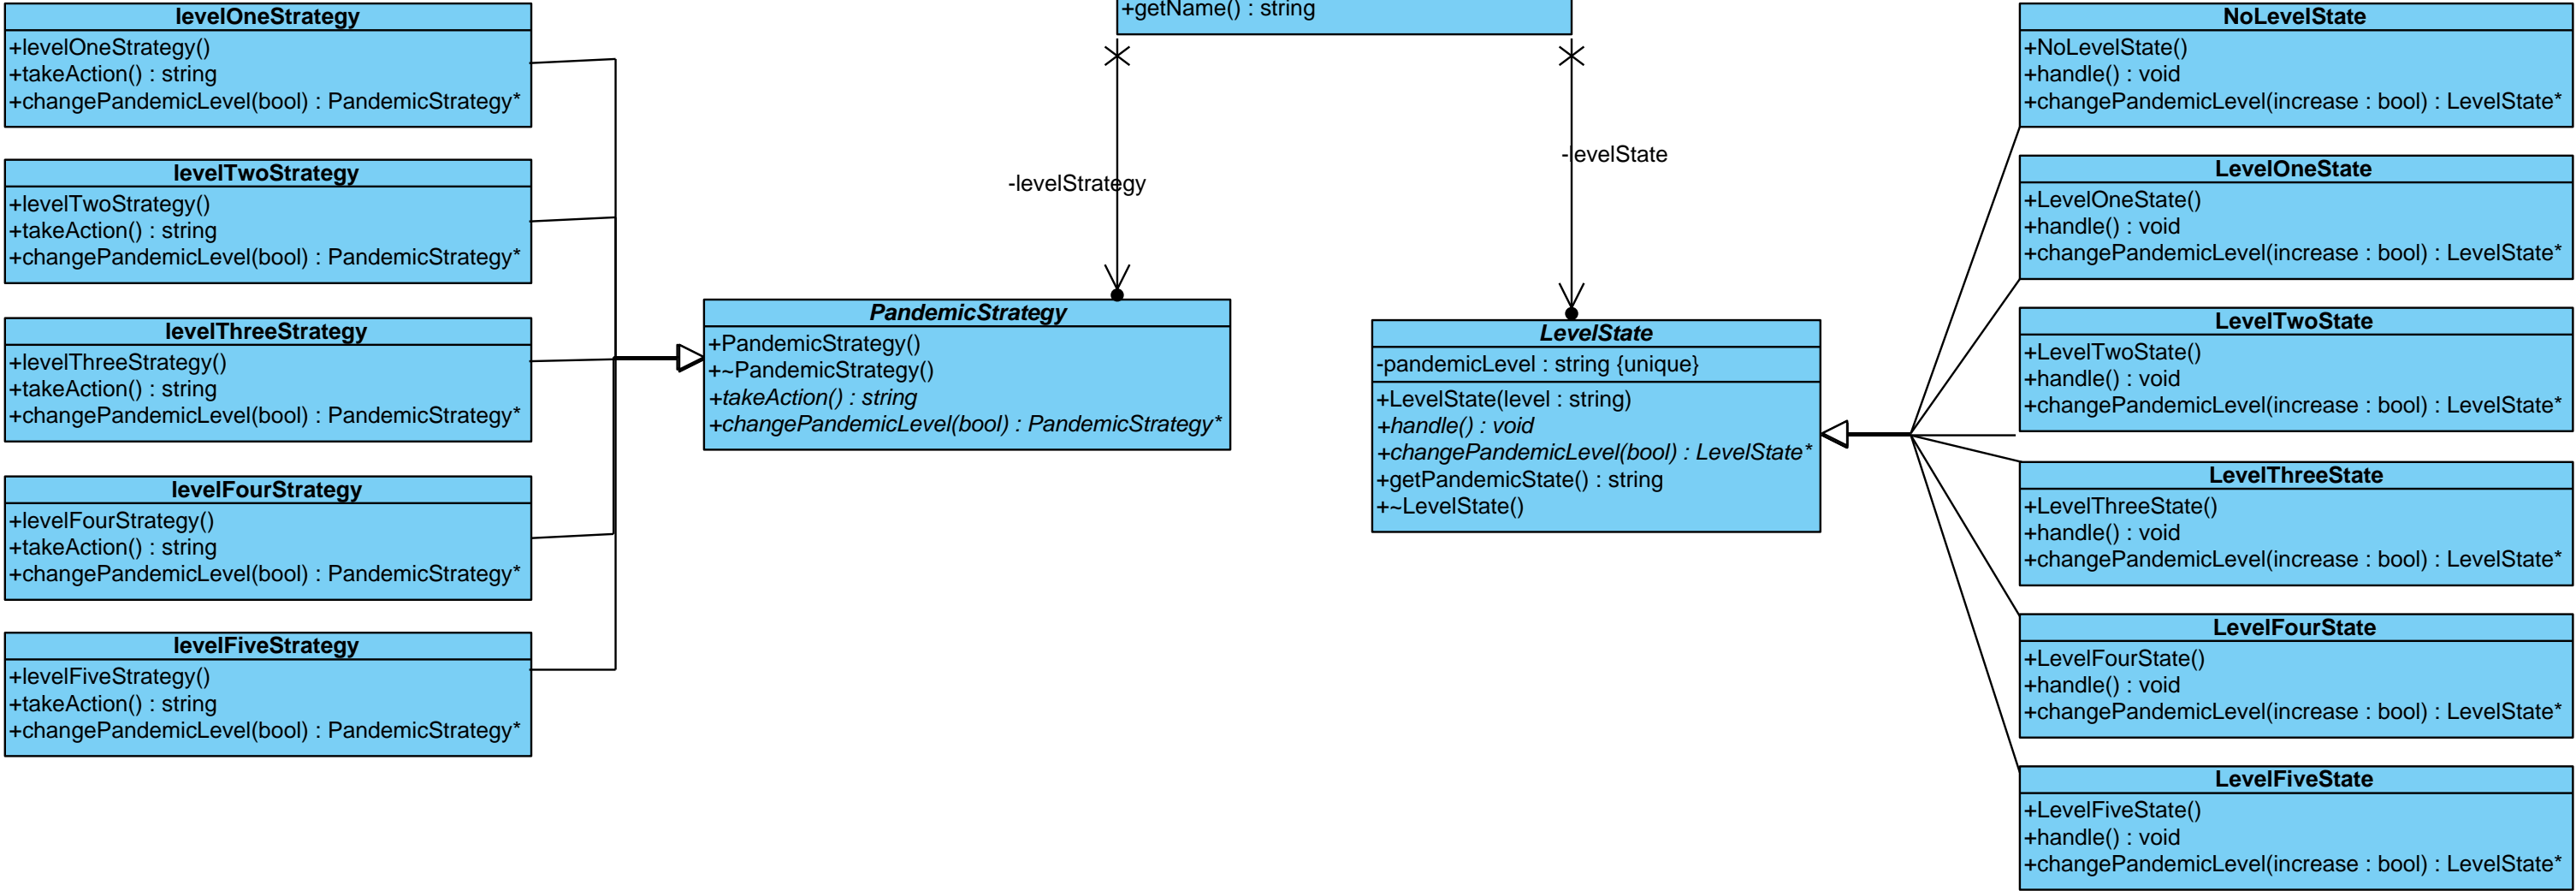 levelOneStrategy
+levelOneStrategy()
+takeAction() : string
+changePandemicLevel(bool) : PandemicStrategy*
levelTwoStrategy
+levelTwoStrategy()
+takeAction() : string
+changePandemicLevel(bool) : PandemicStrategy*
levelThreeStrategy
+levelThreeStrategy()
+takeAction() : string
+changePandemicLevel(bool) : PandemicStrategy*
levelFourStrategy
+levelFourStrategy()
+takeAction() : string
+changePandemicLevel(bool) : PandemicStrategy*
levelFiveStrategy
+levelFiveStrategy()
+takeAction() : string
+changePandemicLevel(bool) : PandemicStrategy*
+getName() : string
-levelStrategy
-levelState
PandemicStrategy
+PandemicStrategy()
+~PandemicStrategy()
+takeAction() : string
+changePandemicLevel(bool) : PandemicStrategy*
LevelState
-pandemicLevel : string {unique}
+LevelState(level : string)
+handle() : void
+changePandemicLevel(bool) : LevelState*
+getPandemicState() : string
+~LevelState()
NoLevelState
+NoLevelState()
+handle() : void
+changePandemicLevel(increase : bool) : LevelState*
LevelOneState
+LevelOneState()
+handle() : void
+changePandemicLevel(increase : bool) : LevelState*
LevelTwoState
+LevelTwoState()
+handle() : void
+changePandemicLevel(increase : bool) : LevelState*
LevelThreeState
+LevelThreeState()
+handle() : void
+changePandemicLevel(increase : bool) : LevelState*
LevelFourState
+LevelFourState()
+handle() : void
+changePandemicLevel(increase : bool) : LevelState*
LevelFiveState
+LevelFiveState()
+handle() : void
+changePandemicLevel(increase : bool) : LevelState*